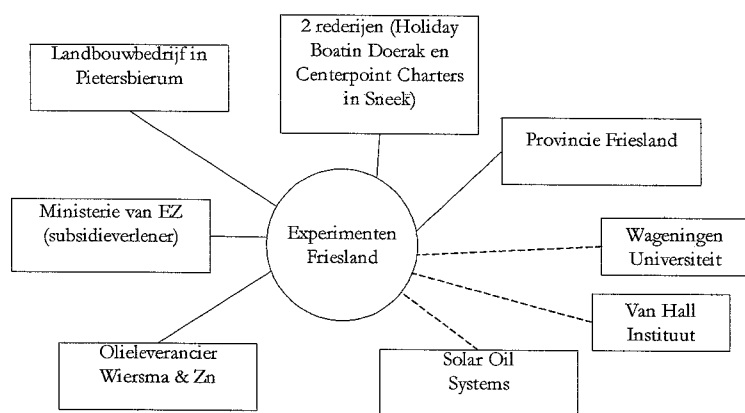 Landbouwbedrijf in
Pietersbierum
2 rederijen (Holiday
Boatin Doerak en
Centerpoint Charters
in Sneek)
Provincie Friesland
Ministerie van EZ
(subsidieverlener)
Experimenten
Friesland
Wageningen
Universiteit
Van Hall
Instituut
Olieleverancier
Wiersma & Zn
Solar Oil
Systems